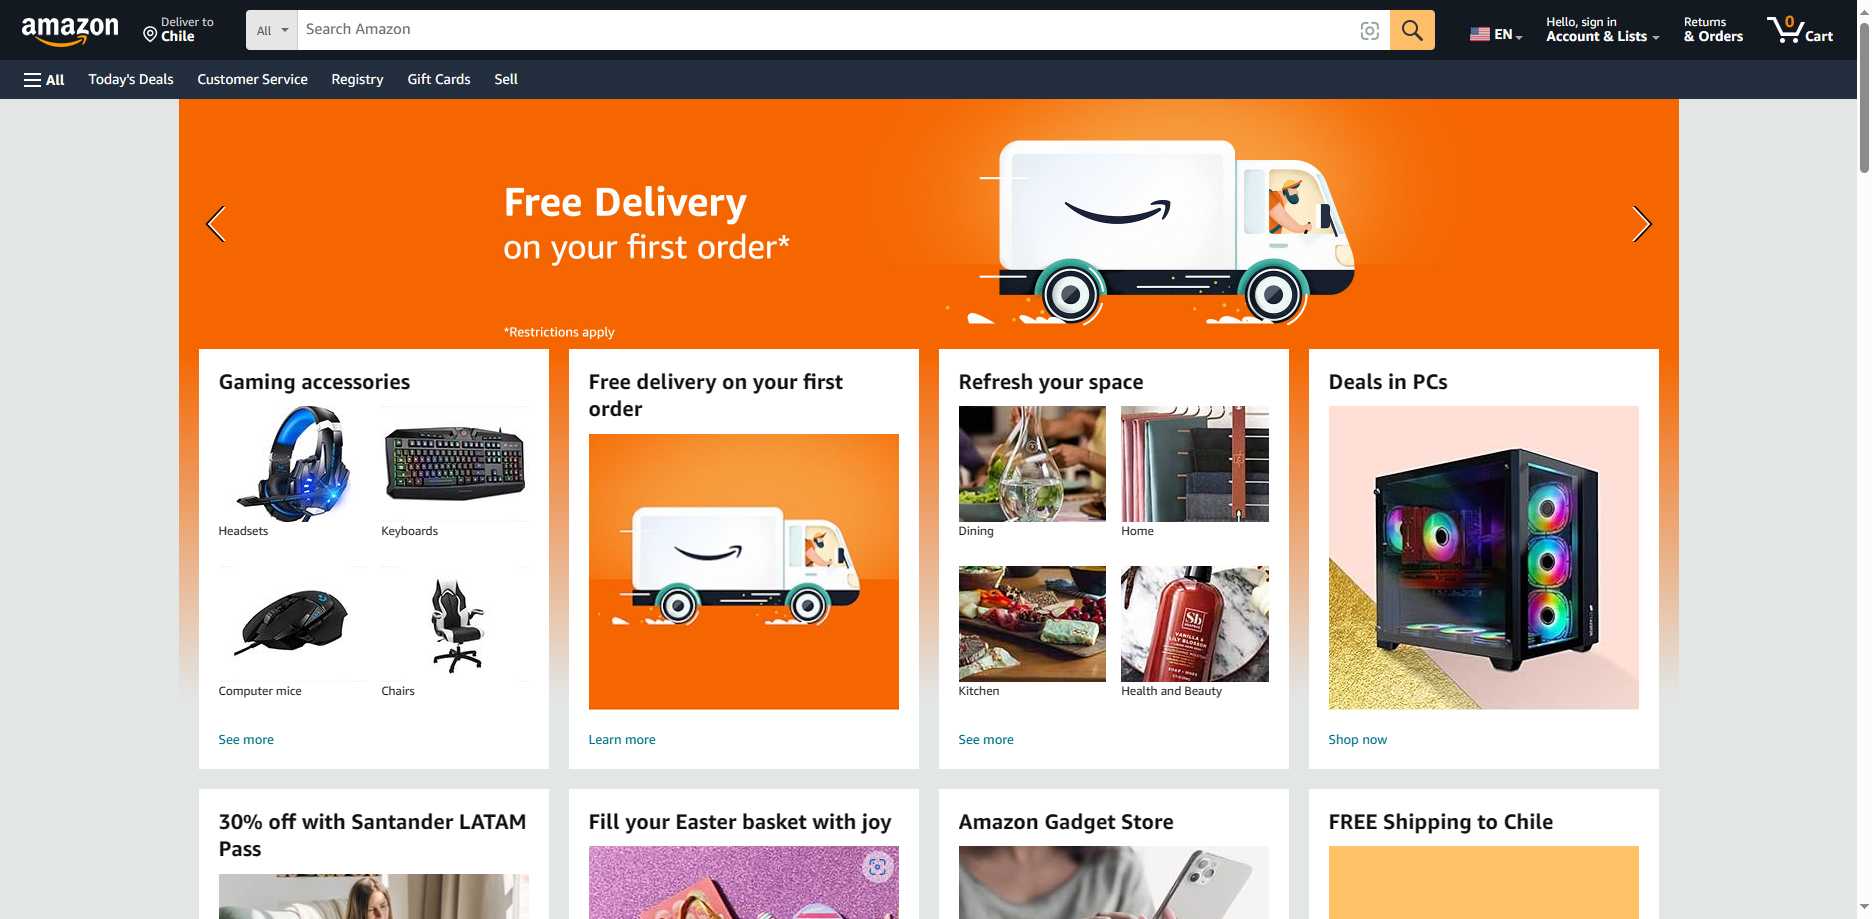 amazon
Deliver to
Chile
All
Search Amazon
EN
Hello, sign in
Account & Lists
Returns
& Orders
0
Cart
All
Today's Deals
Customer Service
Registry
Gift Cards
Sell
Free Delivery
on your first order*
*Restrictions apply
Gaming accessories
Headsets
Keyboards
Computer mice
Chairs
See more
Free delivery on your first
order
Learn more
Refresh your space
Dining
Home
Kitchen
Sb
VANILLA &
LILY BLOSSOM
Health and Beauty
See more
Deals in PCs
Shop now
30% off with Santander LATAM
Pass
Fill your Easter basket with joy
Amazon Gadget Store
FREE Shipping to Chile